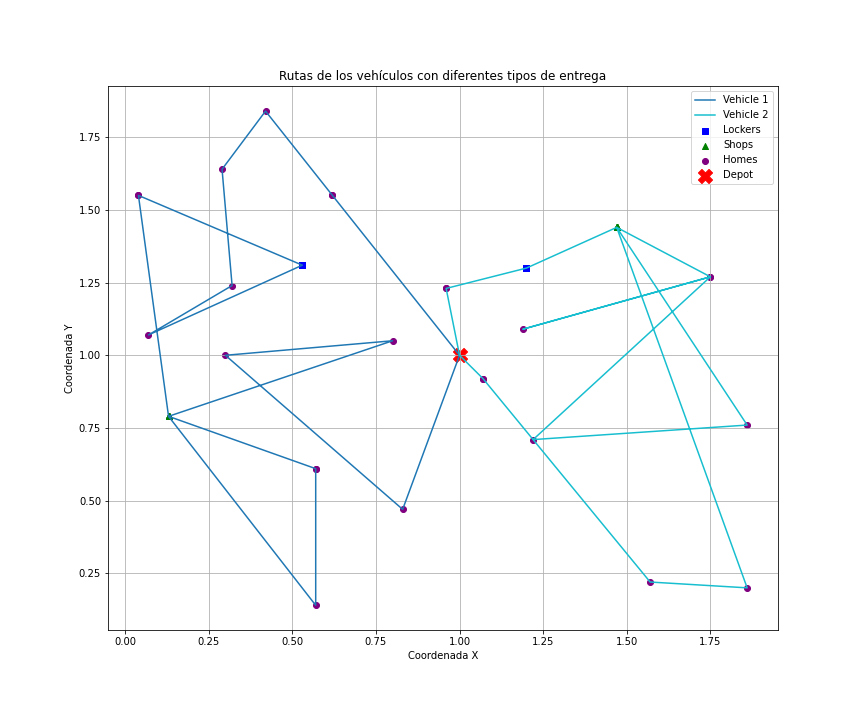 Rutas de los vehículos con diferentes tipos de entrega
Vehicle 1
Vehicle 2
Lockers
Shops
Homes
Depot
Coordenada Y
1.75
1.50
1.25
1.00
0.75
0.50
0.25
0.00 0.25 0.50 0.75 1.00 1.25 1.50 1.75
Coordenada X